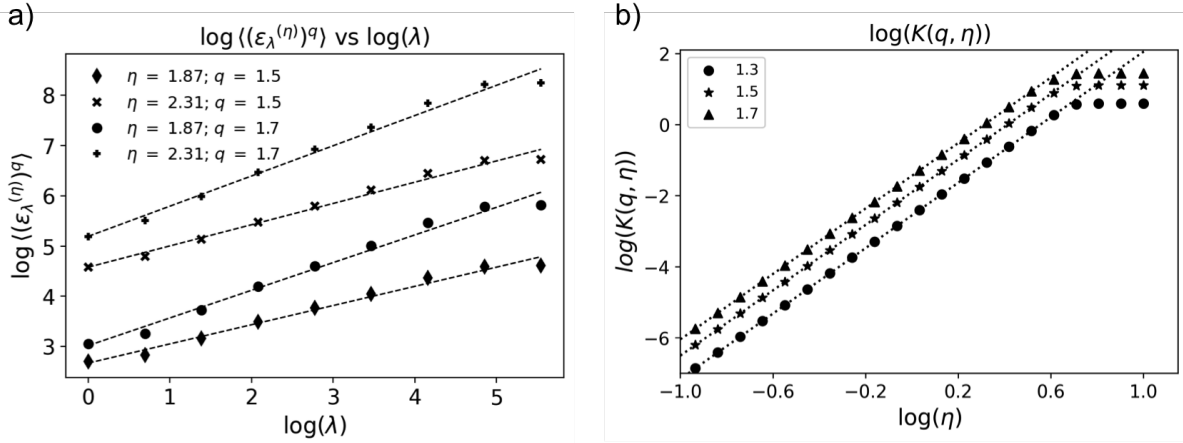 a)
log ⟨(ε_λ^(η))^q⟩ vs log(λ)
η = 1.87; q = 1.5
η = 2.31; q = 1.5
η = 1.87; q = 1.7
η = 2.31; q = 1.7
log ⟨(ε_λ^(η))^q⟩
8
7
6
5
4
3
0
1
2
3
4
5
log(λ)
b)
log(K(q, η))
1.3
1.5
1.7
log(K(q, η))
2
0
−2
−4
−6
−1.0
−0.6
−0.2
0.2
0.6
1.0
log(η)